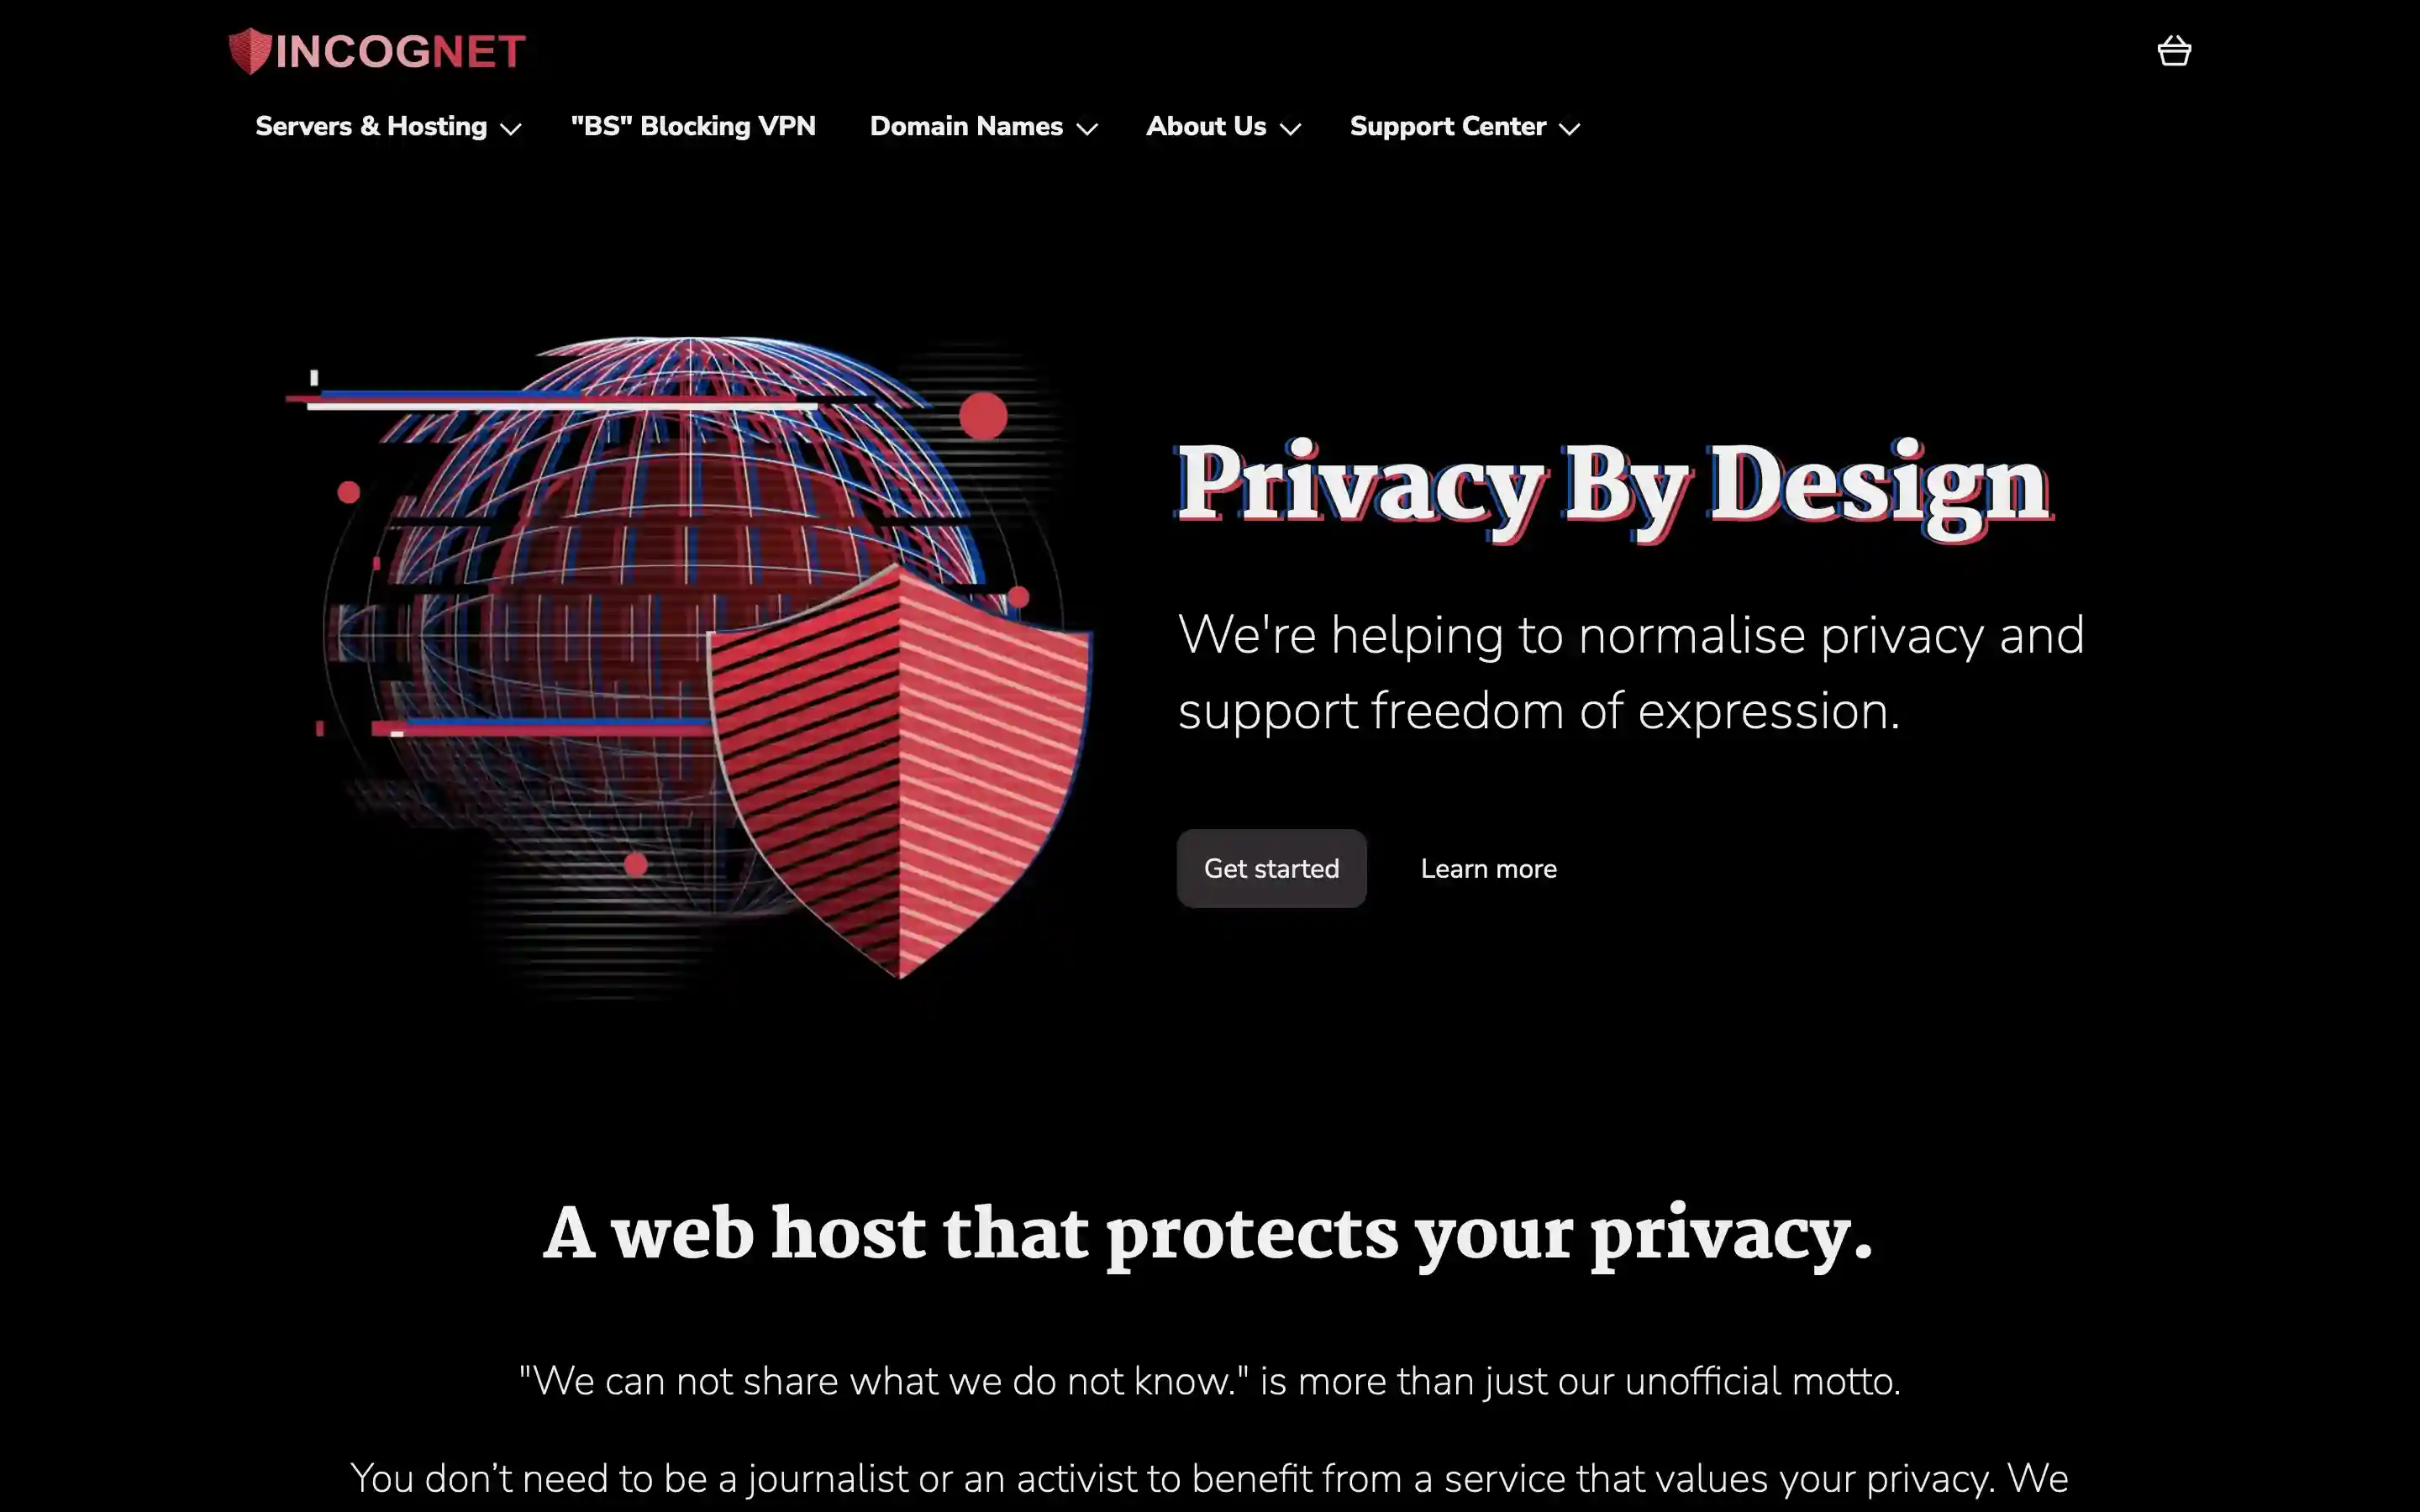 INCOGNET
Servers & Hosting
"BS" Blocking VPN
Domain Names
About Us
Support Center
Privacy By Design
We're helping to normalise privacy and
support freedom of expression.
Get started
Learn more
A web host that protects your privacy.
"We can not share what we do not know." is more than just our unofficial motto.
You don’t need to be a journalist or an activist to benefit from a service that values your privacy. We